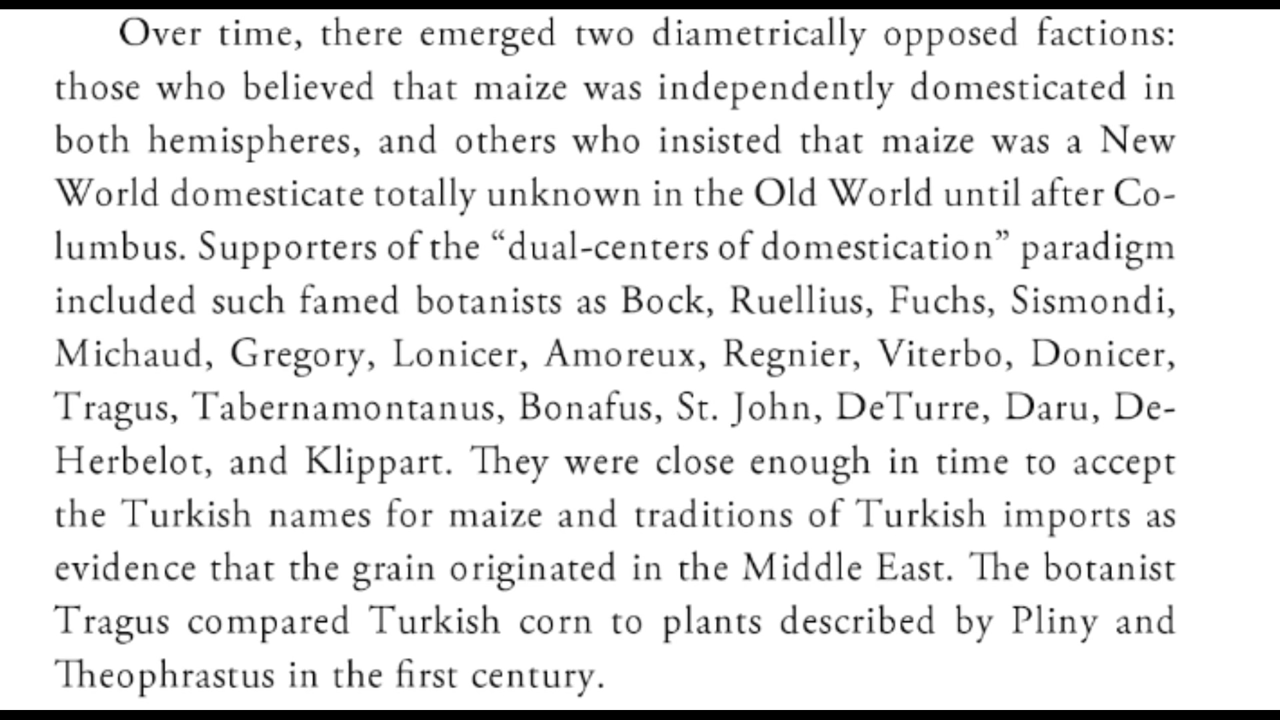 Over time, there emerged two diametrically opposed factions:
those who believed that maize was independently domesticated in
both hemispheres, and others who insisted that maize was a New
World domesticate totally unknown in the Old World until after Co-
lumbus. Supporters of the “dual-centers of domestication” paradigm
included such famed botanists as Bock, Ruellius, Fuchs, Sismondi,
Michaud, Gregory, Lonicer, Amoreux, Regnier, Viterbo, Donicer,
Tragus, Tabernamontanus, Bonafus, St. John, DeTurre, Daru, De-
Herbelot, and Klippart. They were close enough in time to accept
the Turkish names for maize and traditions of Turkish imports as
evidence that the grain originated in the Middle East. The botanist
Tragus compared Turkish corn to plants described by Pliny and
Theophrastus in the first century.